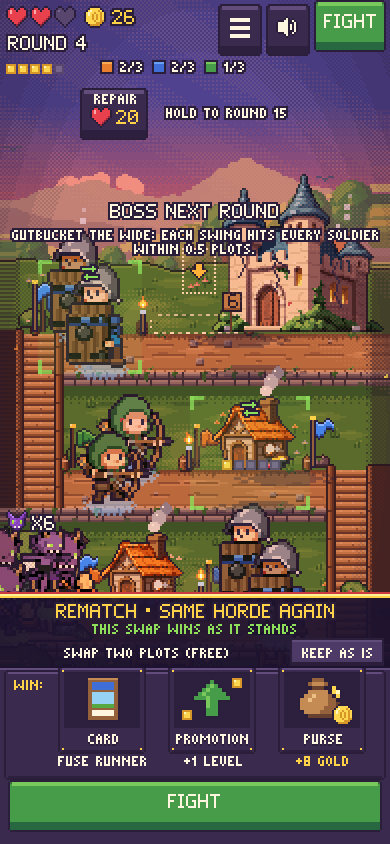 26
FIGHT
ROUND 4
2/3 2/3 1/3
REPAIR
20
HOLD TO ROUND 15
BOSS NEXT ROUND
GUTBUCKET THE WIDE: EACH SWING HITS EVERY SOLDIER
WITHIN 0.5 PLOTS.
6
X6
REMATCH · SAME HORDE AGAIN
THIS SWAP WINS AS IT STANDS
SWAP TWO PLOTS (FREE)
KEEP AS IS
WIN:
CARD
PROMOTION
PURSE
FUSE RUNNER
+1 LEVEL
+8 GOLD
FIGHT